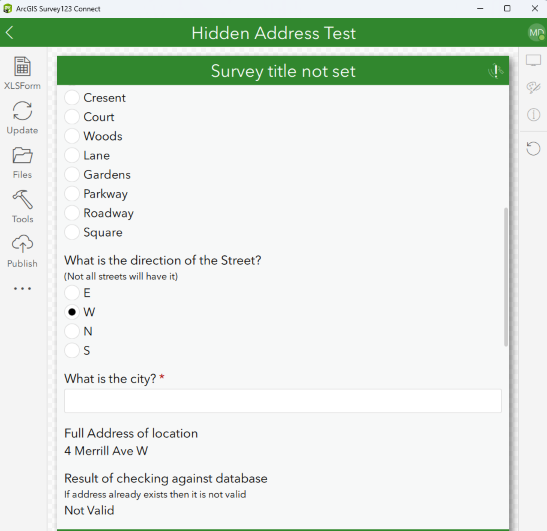 ArcGIS Survey123 Connect
Hidden Address Test
MD
Survey title not set
XLSForm
Update
Files
Tools
Publish
Cresent
Court
Woods
Lane
Gardens
Parkway
Roadway
Square
What is the direction of the Street?
(Not all streets will have it)
E
W
N
S
What is the city? *
Full Address of location
4 Merrill Ave W
Result of checking against database
If address already exists then it is not valid
Not Valid